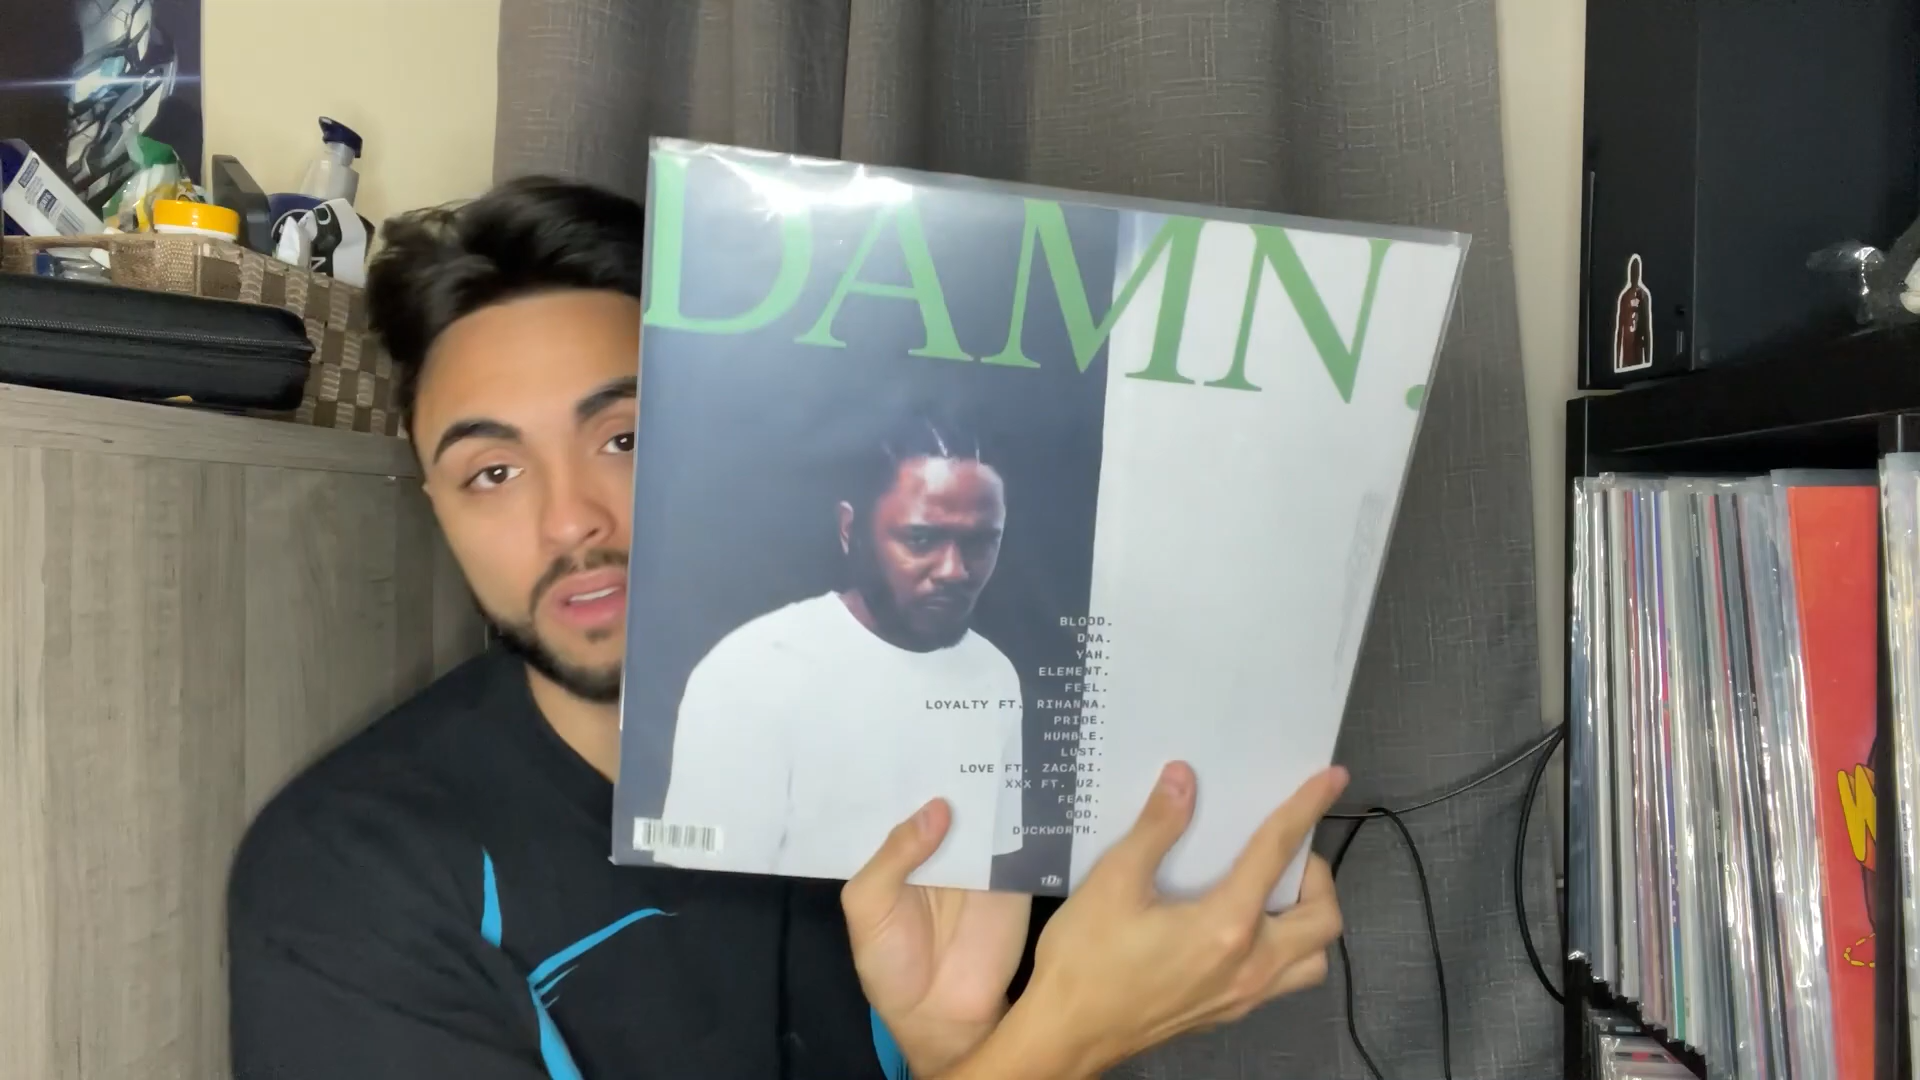 DAMN.
BLOOD.
DNA.
YAH.
ELEMENT.
FEEL.
LOYALTY FT. RIHANNA.
PRIDE.
HUMBLE.
LUST.
LOVE FT. ZACARI.
XXX FT. U2.
FEAR.
GOD.
DUCKWORTH.
TDE